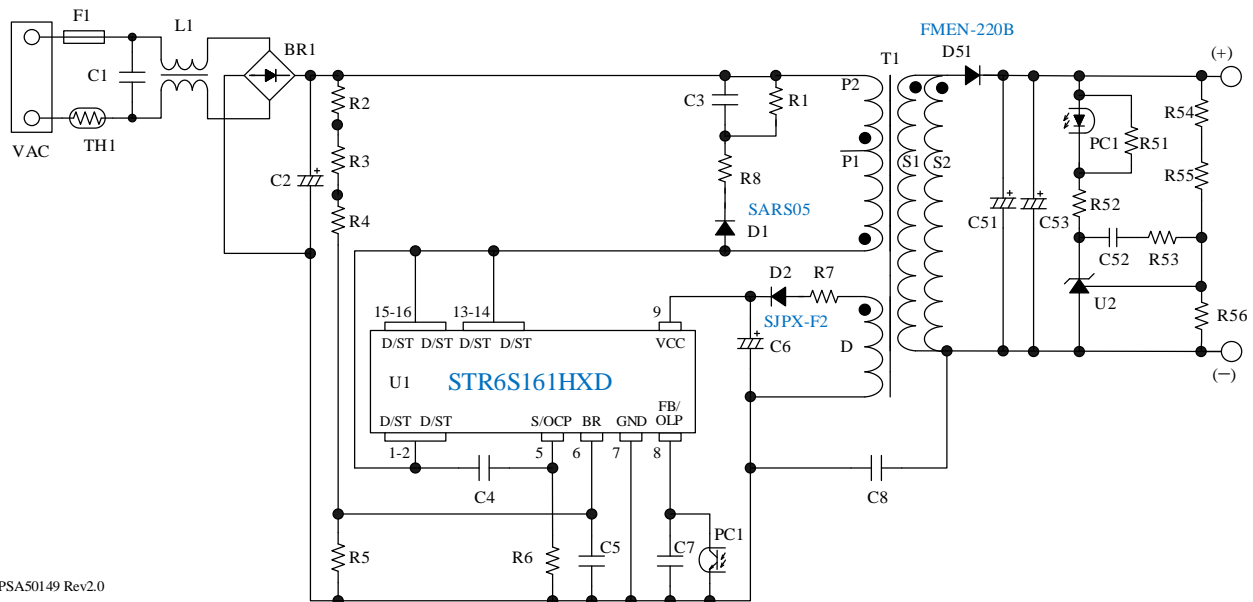 F1
L1
BR1
C1
VAC
TH1
R2
R3
R4
C2
C3
R1
R8
SARS05
D1
P2
P1
T1
S1
S2
FMEN-220B
D51
(+)
C51
C53
PC1
R51
R52
C52
R53
U2
R54
R55
R56
(−)
D2
R7
SJPX-F2
C6
D
15-16
13-14
9
D/ST
D/ST
D/ST
D/ST
VCC
U1
STR6S161HXD
D/ST
D/ST
S/OCP
BR
GND
FB/
OLP
1-2
5
6
7
8
C4
C8
R5
R6
C5
C7
PC1
PSA50149 Rev2.0